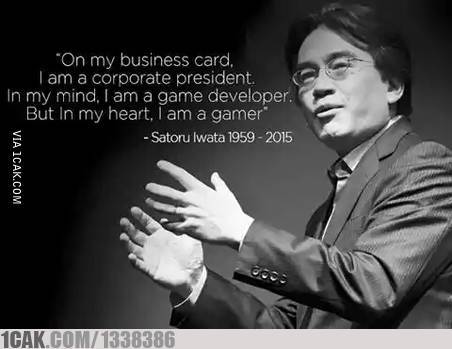 "On my business card,
I am a corporate president.
In my mind, I am a game developer.
But In my heart, I am a gamer"
- Satoru Iwata 1959 - 2015
VIA 1CAK.COM
1CAK.COM/1338386